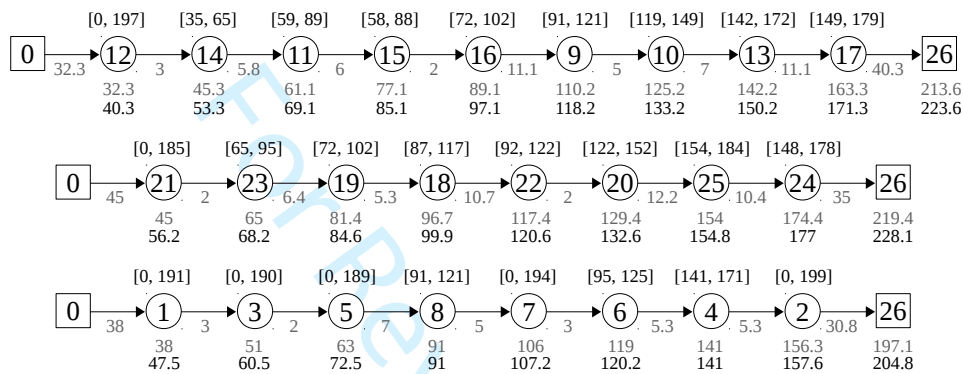 [0, 197] [35, 65] [59, 89] [58, 88] [72, 102] [91, 121] [119, 149] [142, 172] [149, 179]
0 12 14 11 15 16 9 10 13 17 26
32.3 3 5.8 6 2 11.1 5 7 11.1 40.3
32.3 45.3 61.1 77.1 89.1 110.2 125.2 142.2 163.3 213.6
40.3 53.3 69.1 85.1 97.1 118.2 133.2 150.2 171.3 223.6
[0, 185] [65, 95] [72, 102] [87, 117] [92, 122] [122, 152] [154, 184] [148, 178]
0 21 23 19 18 22 20 25 24 26
45 2 6.4 5.3 10.7 2 12.2 10.4 35
45 65 81.4 96.7 117.4 129.4 154 174.4 219.4
56.2 68.2 84.6 99.9 120.6 132.6 154.8 177 228.1
[0, 191] [0, 190] [0, 189] [91, 121] [0, 194] [95, 125] [141, 171] [0, 199]
0 1 3 5 8 7 6 4 2 26
38 3 2 7 5 3 5.3 5.3 30.8
38 51 63 91 106 119 141 156.3 197.1
47.5 60.5 72.5 91 107.2 120.2 141 157.6 204.8
For Re